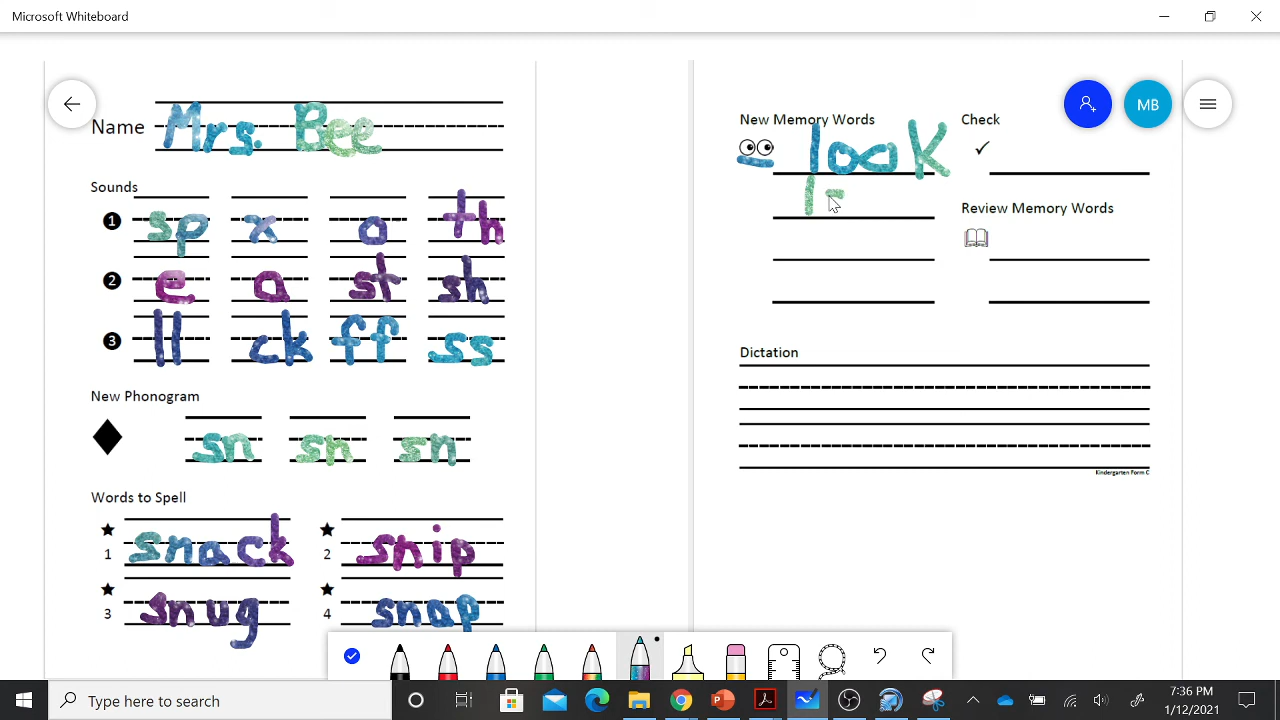 Microsoft Whiteboard
Name Mrs. Bee
Sounds
1 sp x a th
2 e a st sh
3 ll ck ff ss
New Phonogram
sn sn sn
Words to Spell
1 snack 2 snip
3 snug 4 snap
New Memory Words
look
l
Check
Review Memory Words
Dictation
Kindergarten Form C
MB
Type here to search
7:36 PM
1/12/2021